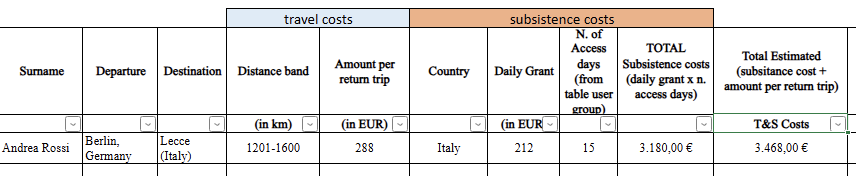 travel costs
subsistence costs
Surname
Departure
Destination
Distance band
Amount per
return trip
Country
Daily Grant
N. of
Access
days
(from
table user
group)
TOTAL
Subsistence costs
(daily grant x n.
access days)
Total Estimated
(subsitance cost +
amount per return trip)
(in km)
(in EUR)
(in EUR
T&S Costs
Andrea Rossi
Berlin,
Germany
Lecce
(Italy)
1201-1600
288
Italy
212
15
3.180,00 €
3.468,00 €